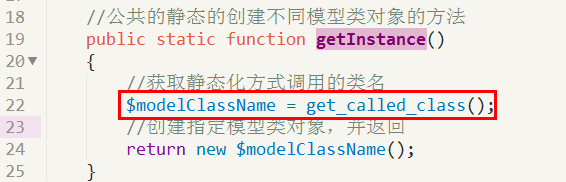 18 //公共的静态的创建不同模型类对象的方法
19 public static function getInstance()
20 {
21 //获取静态化方式调用的类名
22 $modelClassName = get_called_class();
23 //创建指定模型类对象，并返回
24 return new $modelClassName();
25 }